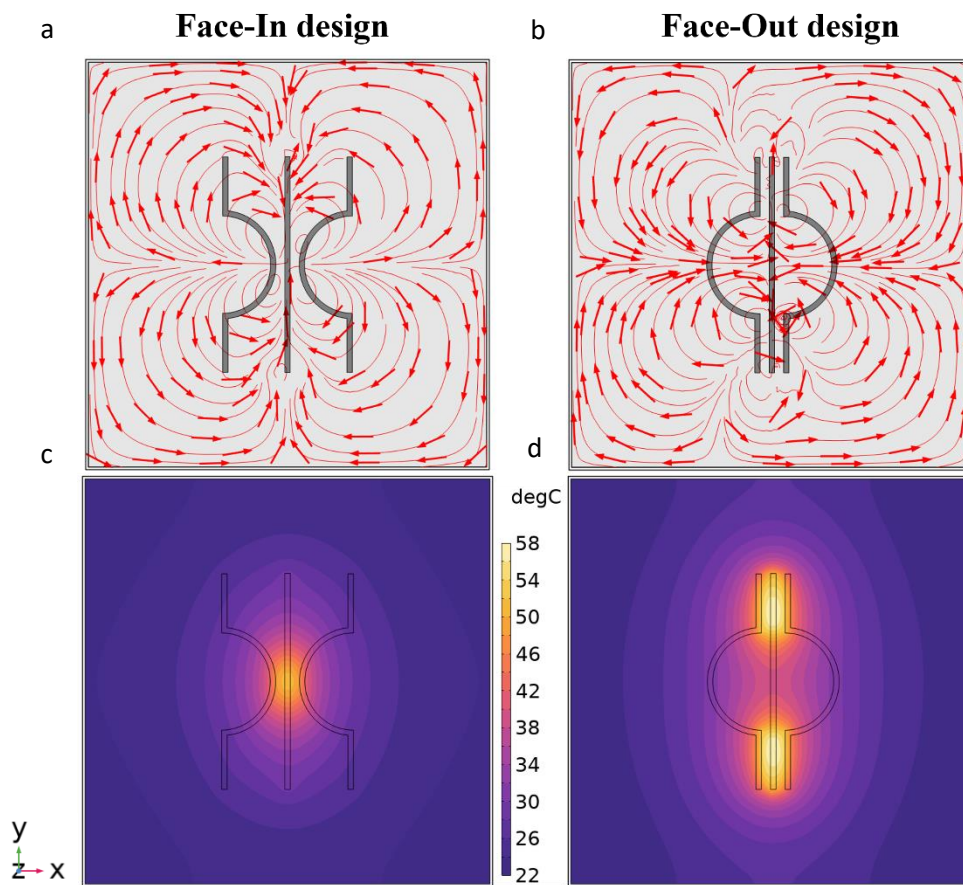 a
Face-In design
b
Face-Out design
c
d
degC
58
54
50
46
42
38
34
30
26
22
y
z
x